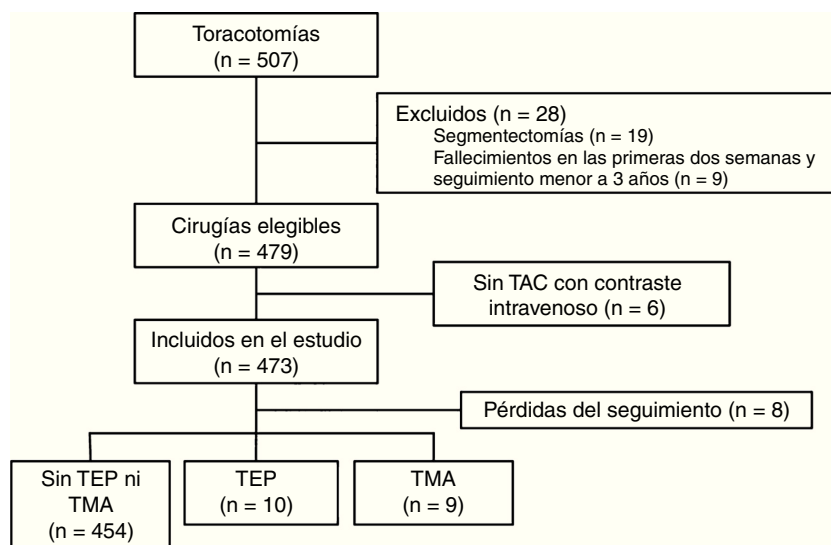 Toracotomías
(n = 507)
Excluidos (n = 28)
Segmentectomías (n = 19)
Fallecimientos en las primeras dos semanas y
seguimiento menor a 3 años (n = 9)
Cirugías elegibles
(n = 479)
Sin TAC con contraste
intravenoso (n = 6)
Incluidos en el estudio
(n = 473)
Pérdidas del seguimiento (n = 8)
Sin TEP ni
TMA
(n = 454)
TEP
(n = 10)
TMA
(n = 9)